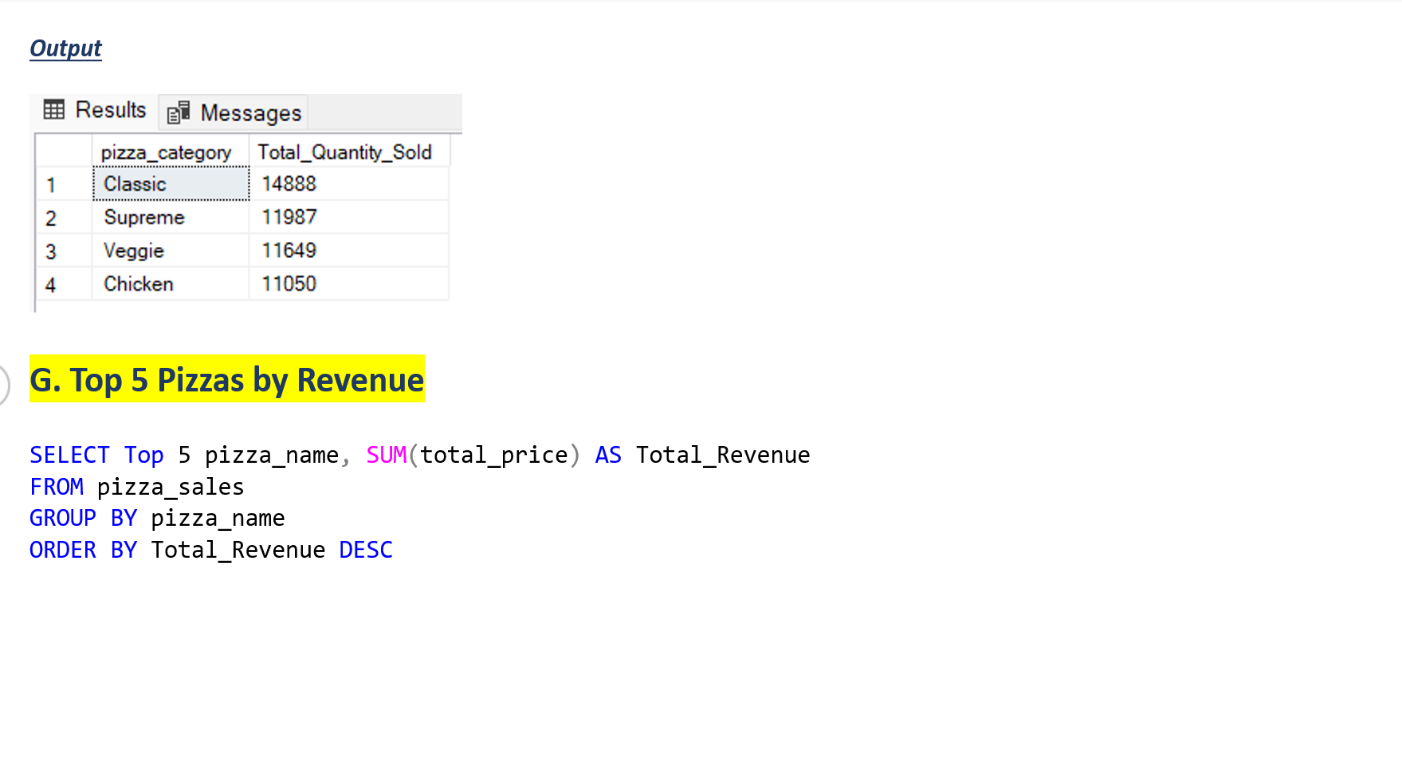 Output
Results Messages
pizza_category Total_Quantity_Sold
1 Classic 14888
2 Supreme 11987
3 Veggie 11649
4 Chicken 11050
G. Top 5 Pizzas by Revenue
SELECT Top 5 pizza_name, SUM(total_price) AS Total_Revenue
FROM pizza_sales
GROUP BY pizza_name
ORDER BY Total_Revenue DESC